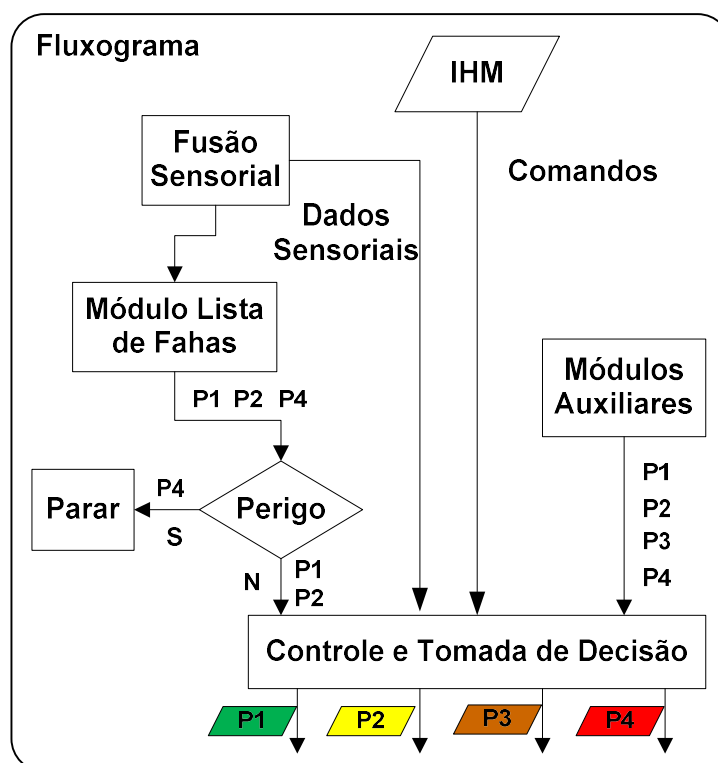 Fluxograma
IHM
Fusão
Sensorial
Comandos
Dados
Sensoriais
Módulo Lista
de Fahas
Módulos
Auxiliares
P1 P2 P4
P1
P2
P3
P4
P4
Parar
Perigo
S
N
P1
P2
Controle e Tomada de Decisão
P1
P2
P3
P4